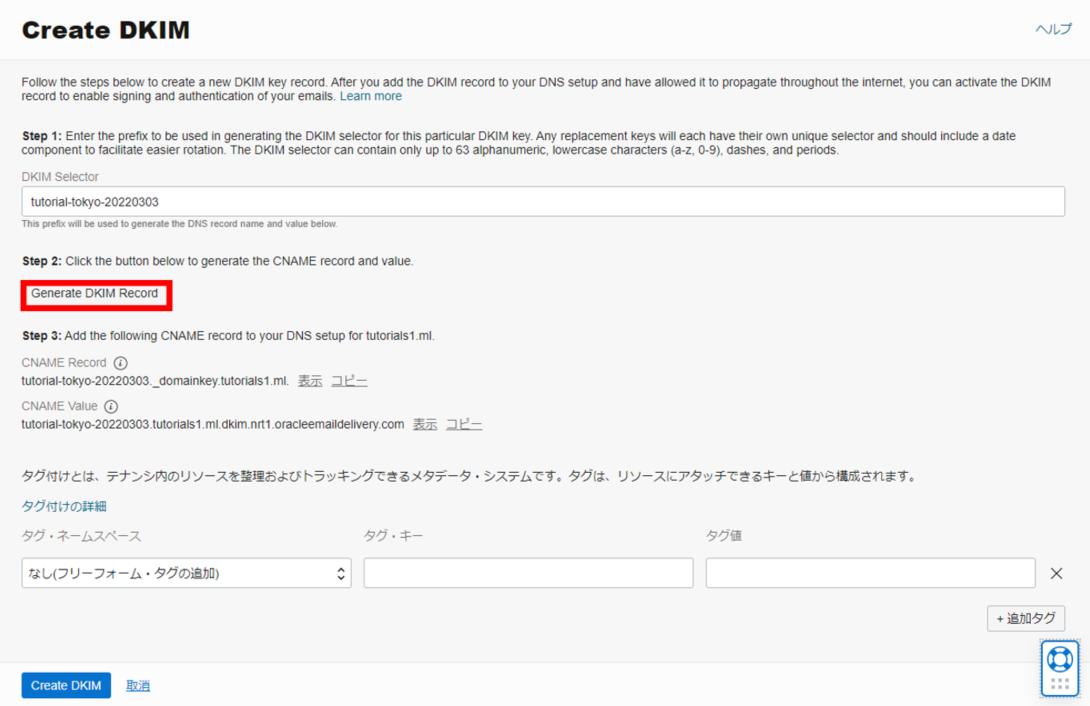 Create DKIM
ヘルプ
Follow the steps below to create a new DKIM key record. After you add the DKIM record to your DNS setup and have allowed it to propagate throughout the internet, you can activate the DKIM
record to enable signing and authentication of your emails. Learn more
Step 1: Enter the prefix to be used in generating the DKIM selector for this particular DKIM key. Any replacement keys will each have their own unique selector and should include a date
component to facilitate easier rotation. The DKIM selector can contain only up to 63 alphanumeric, lowercase characters (a-z, 0-9), dashes, and periods.
DKIM Selector
tutorial-tokyo-20220303
This prefix will be used to generate the DNS record name and value below.
Step 2: Click the button below to generate the CNAME record and value.
Generate DKIM Record
Step 3: Add the following CNAME record to your DNS setup for tutorials1.ml.
CNAME Record
tutorial-tokyo-20220303._domainkey.tutorials1.ml. 表示 コピー
CNAME Value
tutorial-tokyo-20220303.tutorials1.ml.dkim.nrt1.oracleemaildelivery.com 表示 コピー
タグ付けとは、テナンシ内のリソースを整理およびトラッキングできるメタデータ・システムです。タグは、リソースにアタッチできるキーと値から構成されます。
タグ付けの詳細
タグ・ネームスペース タグ・キー タグ値
なし(フリーフォーム・タグの追加)
+ 追加タグ
Create DKIM 取消